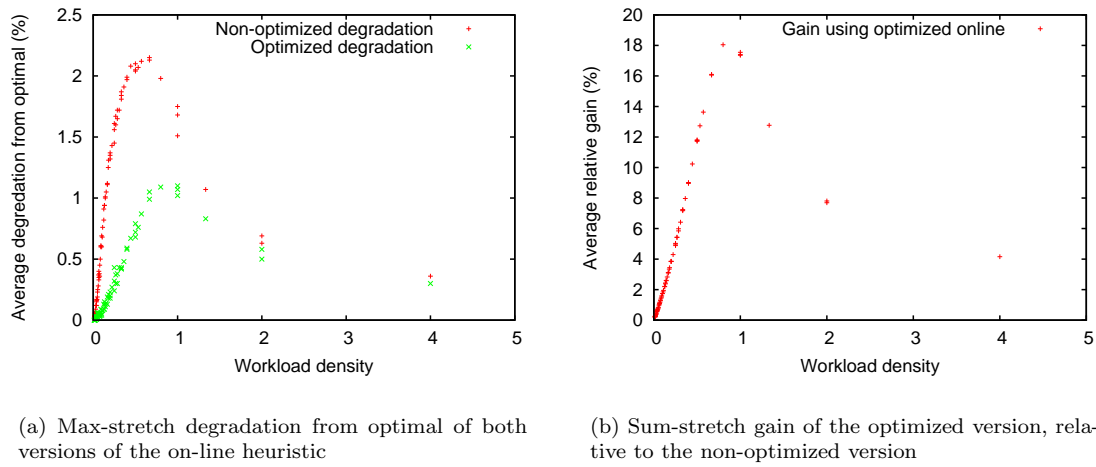 Average degredation from optimal (%)
2.5
2
1.5
1
0.5
0
0
1
2
3
4
5
Non-optimized degradation
Optimized degradation
Workload density
(a) Max-stretch degradation from optimal of both
versions of the on-line heuristic
Average relative gain (%)
20
18
16
14
12
10
8
6
4
2
0
0
1
2
3
4
5
Gain using optimized online
Workload density
(b) Sum-stretch gain of the optimized version, rela-
tive to the non-optimized version